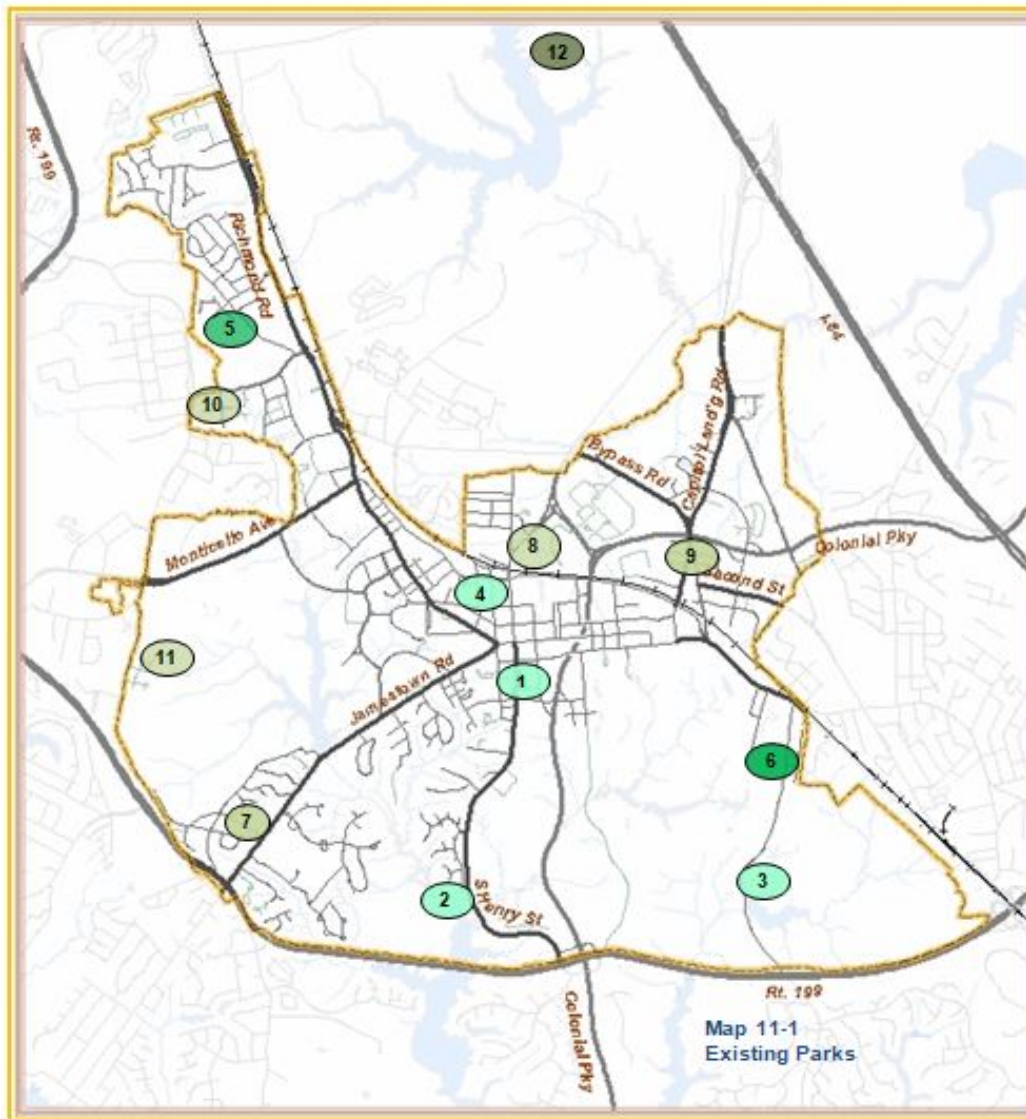 12
Rt. 199
Richmond Rd
5
I-64
10
Capitol Land'g Rd
Bypass Rd
Monticello Ave
8
9
Colonial Pky
Second St
4
11
1
Jamestown Rd
6
7
3
2
S Henry St
Rt. 199
Colonial Pky
Map 11-1
Existing Parks